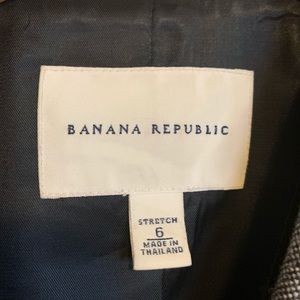 BANANA REPUBLIC
STRETCH
6
MADE IN
THAILAND